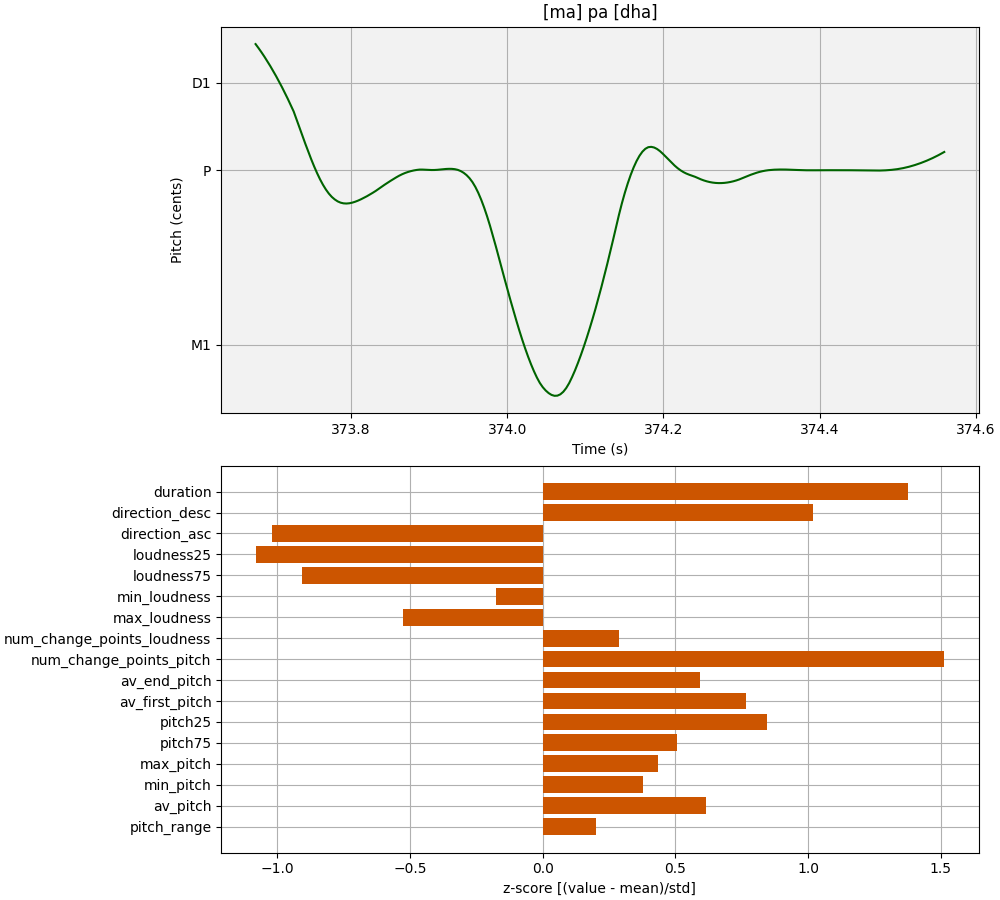 [ma] pa [dha]
D1
P
M1
Pitch (cents)
373.8 374.0 374.2 374.4 374.6
Time (s)
duration
direction_desc
direction_asc
loudness25
loudness75
min_loudness
max_loudness
num_change_points_loudness
num_change_points_pitch
av_end_pitch
av_first_pitch
pitch25
pitch75
max_pitch
min_pitch
av_pitch
pitch_range
−1.0 −0.5 0.0 0.5 1.0 1.5
z-score [(value - mean)/std]